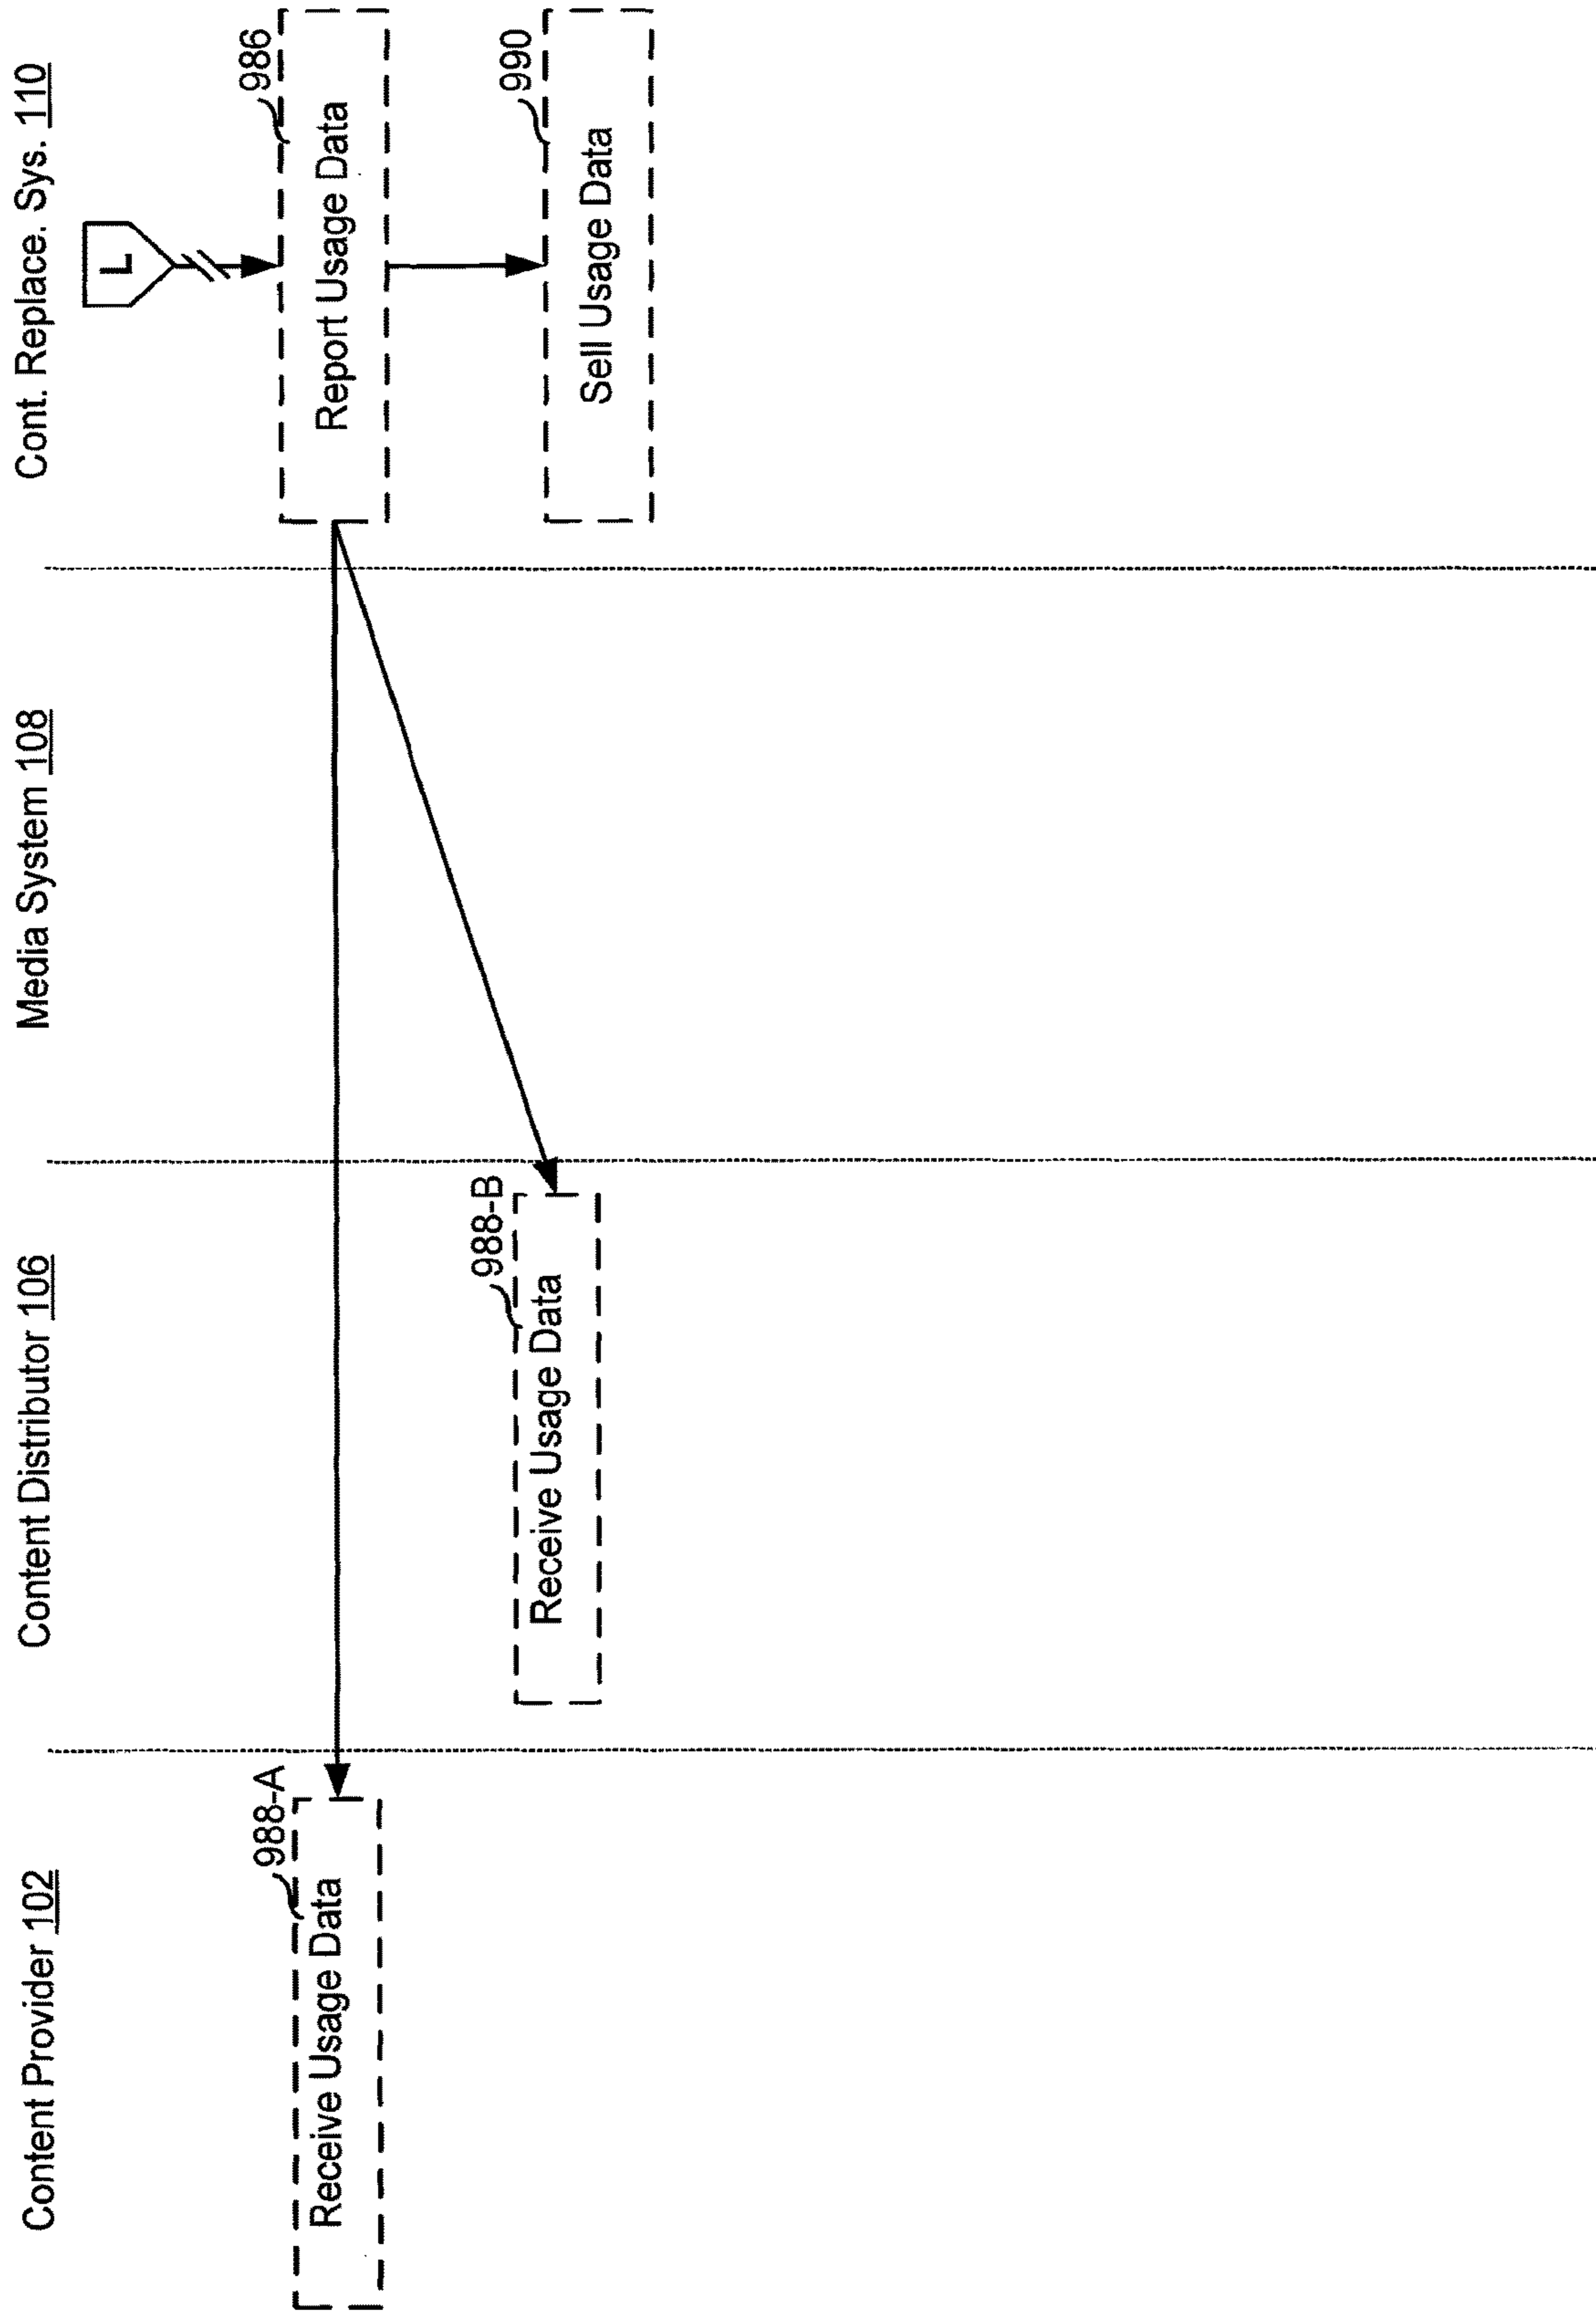 Content Provider 102
Content Distributor 106
Media System 108
Cont. Replace. Sys. 110
L
986
Report Usage Data
988-A
Receive Usage Data
988-B
Receive Usage Data
990
Sell Usage Data